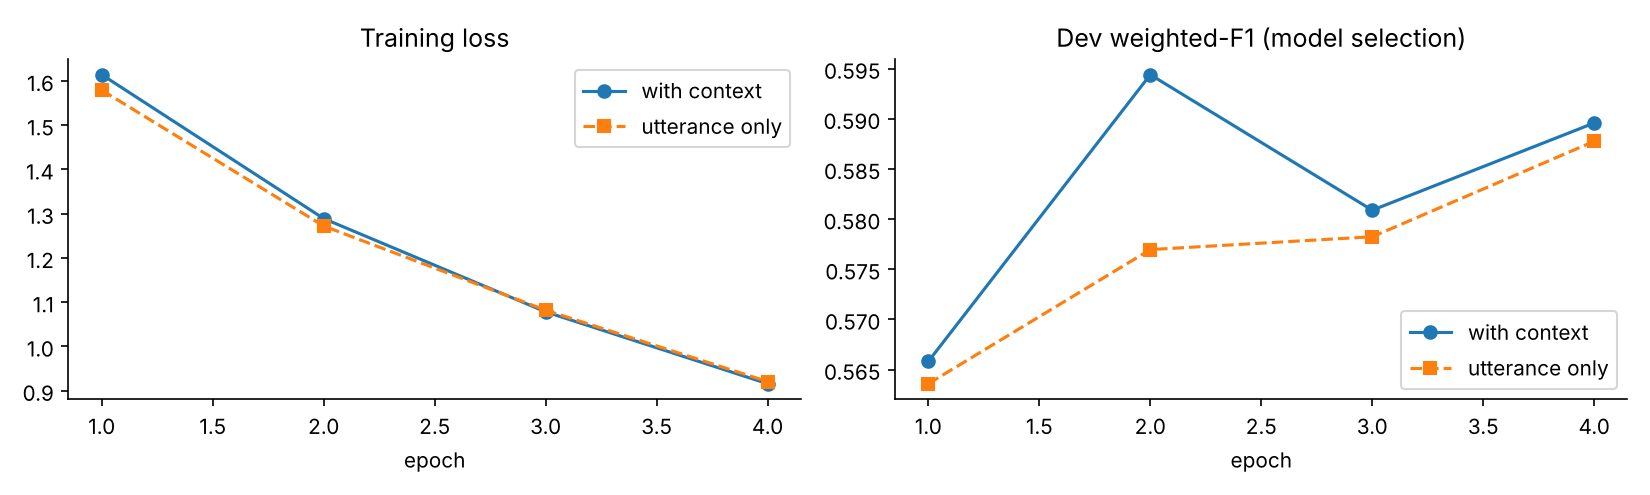 Training loss
1.6
1.5
1.4
1.3
1.2
1.1
1.0
0.9
1.0 1.5 2.0 2.5 3.0 3.5 4.0
epoch
with context
utterance only
Dev weighted-F1 (model selection)
0.595
0.590
0.585
0.580
0.575
0.570
0.565
1.0 1.5 2.0 2.5 3.0 3.5 4.0
epoch
with context
utterance only